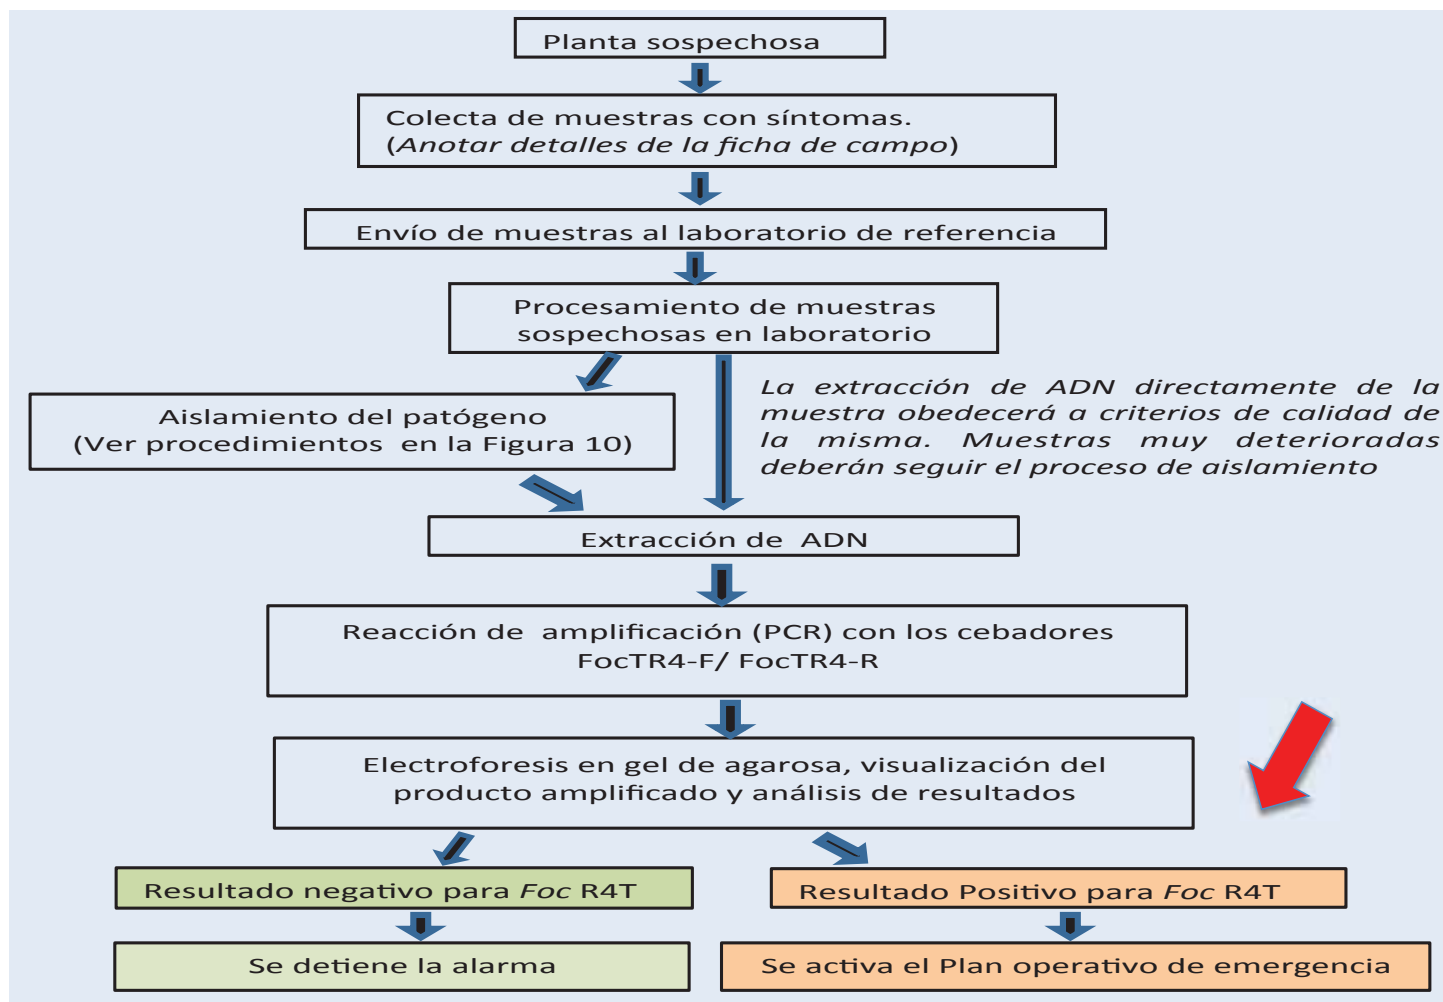 Planta sospechosa
Colecta de muestras con síntomas.
(Anotar detalles de la ficha de campo)
Envío de muestras al laboratorio de referencia
Procesamiento de muestras
sospechosas en laboratorio
Aislamiento del patógeno
(Ver procedimientos en la Figura 10)
La extracción de ADN directamente de la
muestra obedecerá a criterios de calidad de
la misma. Muestras muy deterioradas
deberán seguir el proceso de aislamiento
Extracción de ADN
Reacción de amplificación (PCR) con los cebadores
FocTR4-F/ FocTR4-R
Electroforesis en gel de agarosa, visualización del
producto amplificado y análisis de resultados
Resultado negativo para Foc R4T
Resultado Positivo para Foc R4T
Se detiene la alarma
Se activa el Plan operativo de emergencia